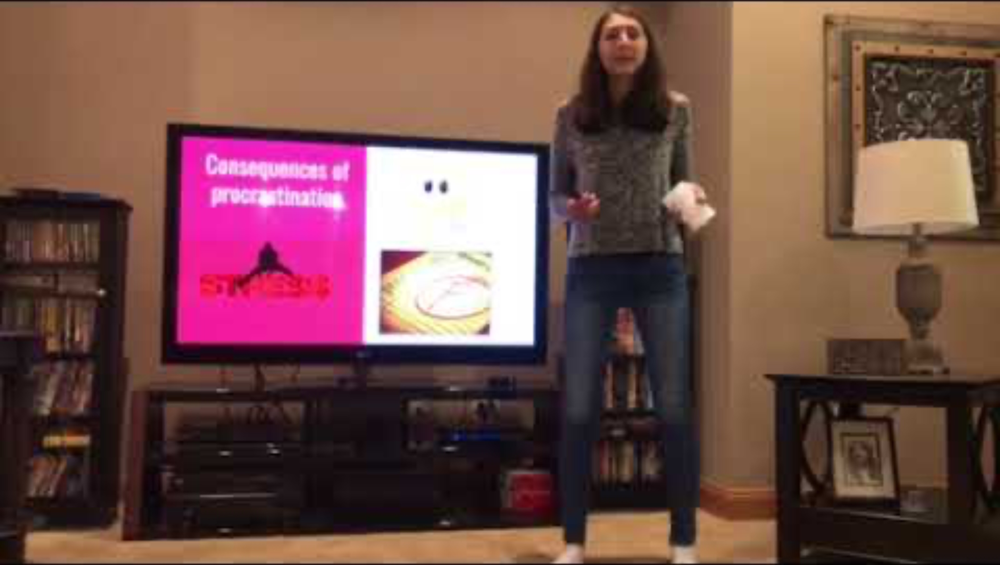 Consequences of
procrastination
STRESS
F